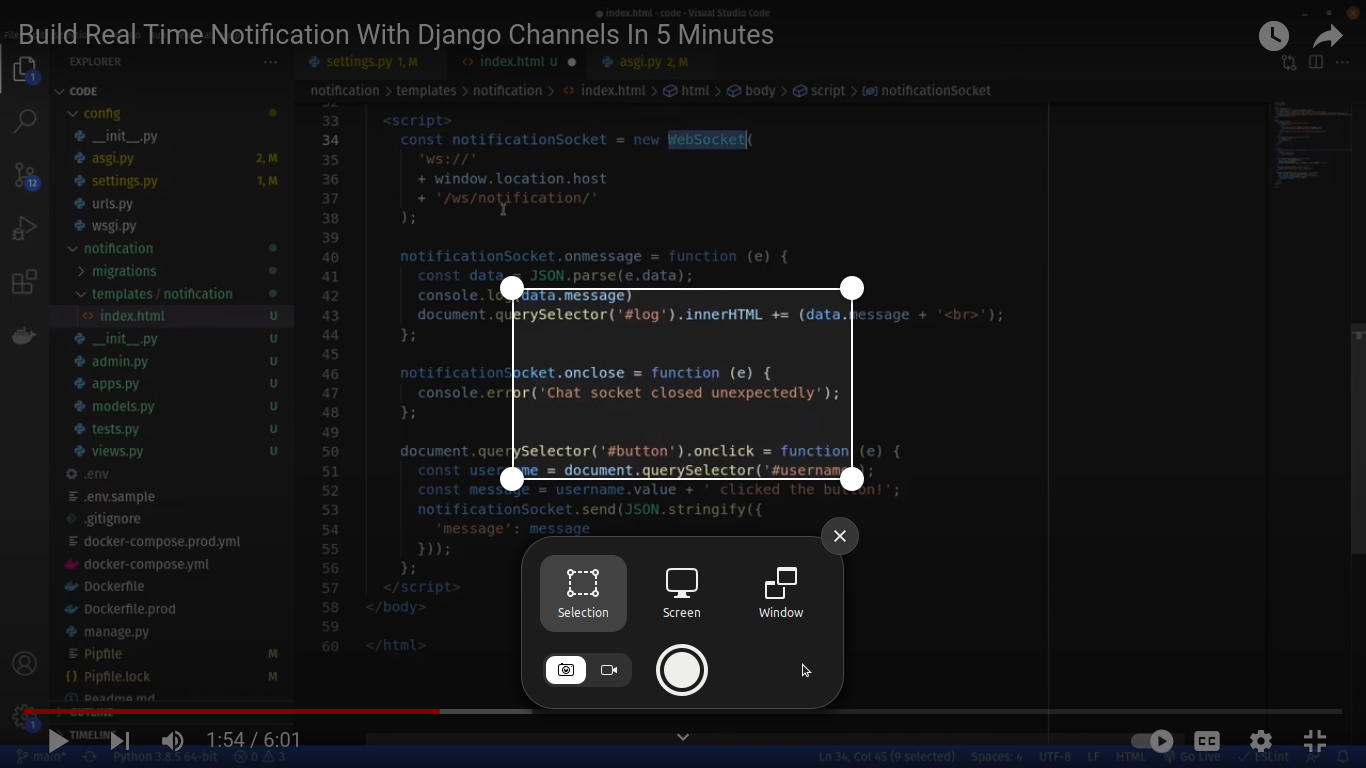 index.html - code - Visual Studio Code
Build Real Time Notification With Django Channels In 5 Minutes
EXPLORER
settings.py 1, M
index.html U
asgi.py 2, M
notification > templates > notification > index.html > html > body > script > notificationSocket
CODE
config
__init__.py
asgi.py 2, M
settings.py 1, M
urls.py
wsgi.py
notification
migrations
templates / notification
index.html U
__init__.py U
admin.py U
apps.py U
models.py U
tests.py U
views.py U
.env
.env.sample
.gitignore
docker-compose.prod.yml
docker-compose.yml
Dockerfile
Dockerfile.prod
manage.py
Pipfile M
Pipfile.lock M
Readme.md
OUTLINE
TIMELINE
1
12
1
32
33 <script>
34 const notificationSocket = new WebSocket(
35 'ws://'
36 + window.location.host
37 + '/ws/notification/'
38 );
39
40 notificationSocket.onmessage = function (e) {
41 const data = JSON.parse(e.data);
42 console.log(data.message)
43 document.querySelector('#log').innerHTML += (data.message + '<br>');
44 };
45
46 notificationSocket.onclose = function (e) {
47 console.error('Chat socket closed unexpectedly');
48 };
49
50 document.querySelector('#button').onclick = function (e) {
51 const username = document.querySelector('#username');
52 const message = username.value + ' clicked the button!';
53 notificationSocket.send(JSON.stringify({
54 'message': message
55 }));
56 };
57 </script>
58 </body>
59
60 </html>
Selection
Screen
Window
1:54 / 6:01
CC
main*
Python 3.8.5 64-bit
0 3
Ln 34, Col 45 (9 selected)
Spaces: 4
UTF-8
LF
HTML
Go Live
ESLint